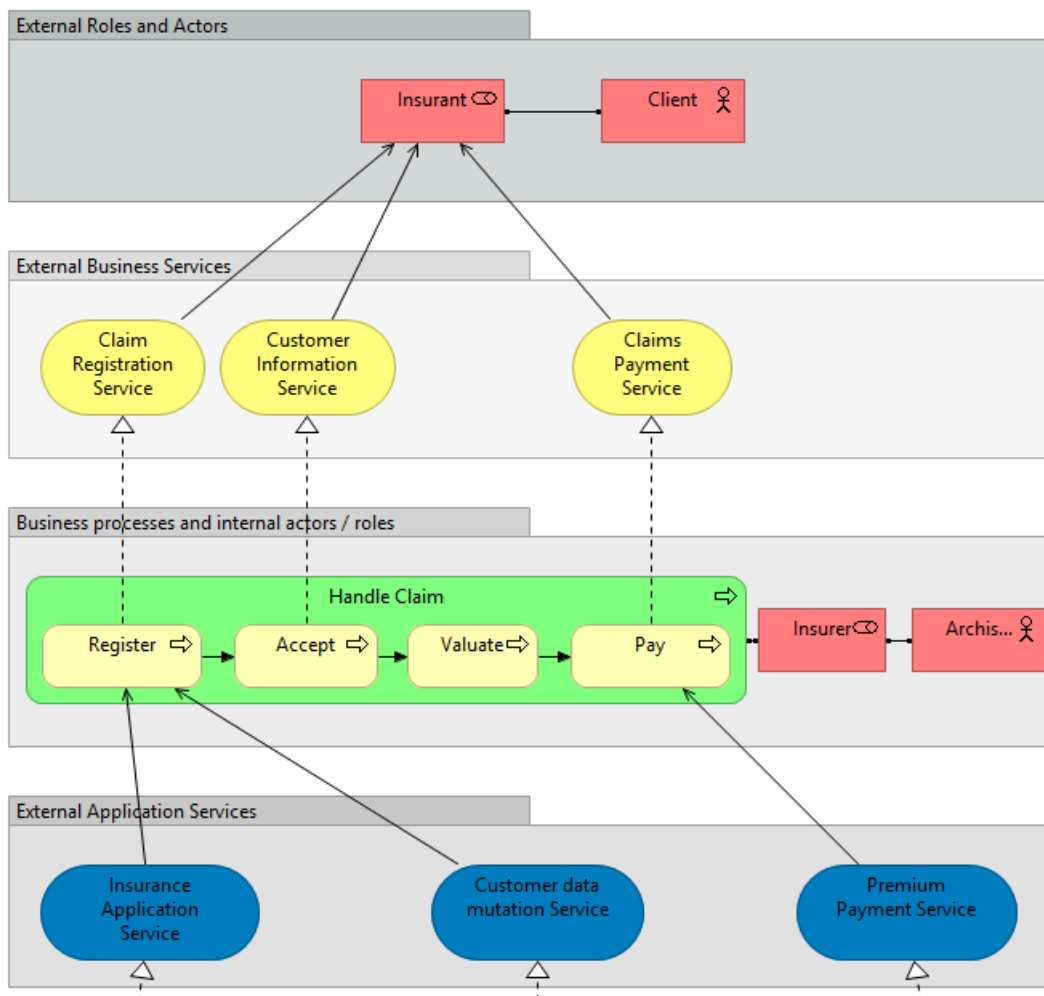 External Roles and Actors
Insurant
Client
External Business Services
Claim
Registration
Service
Customer
Information
Service
Claims
Payment
Service
Business processes and internal actors / roles
Handle Claim
Register
Accept
Valuate
Pay
Insurer
Archis...
External Application Services
Insurance
Application
Service
Customer data
mutation Service
Premium
Payment Service